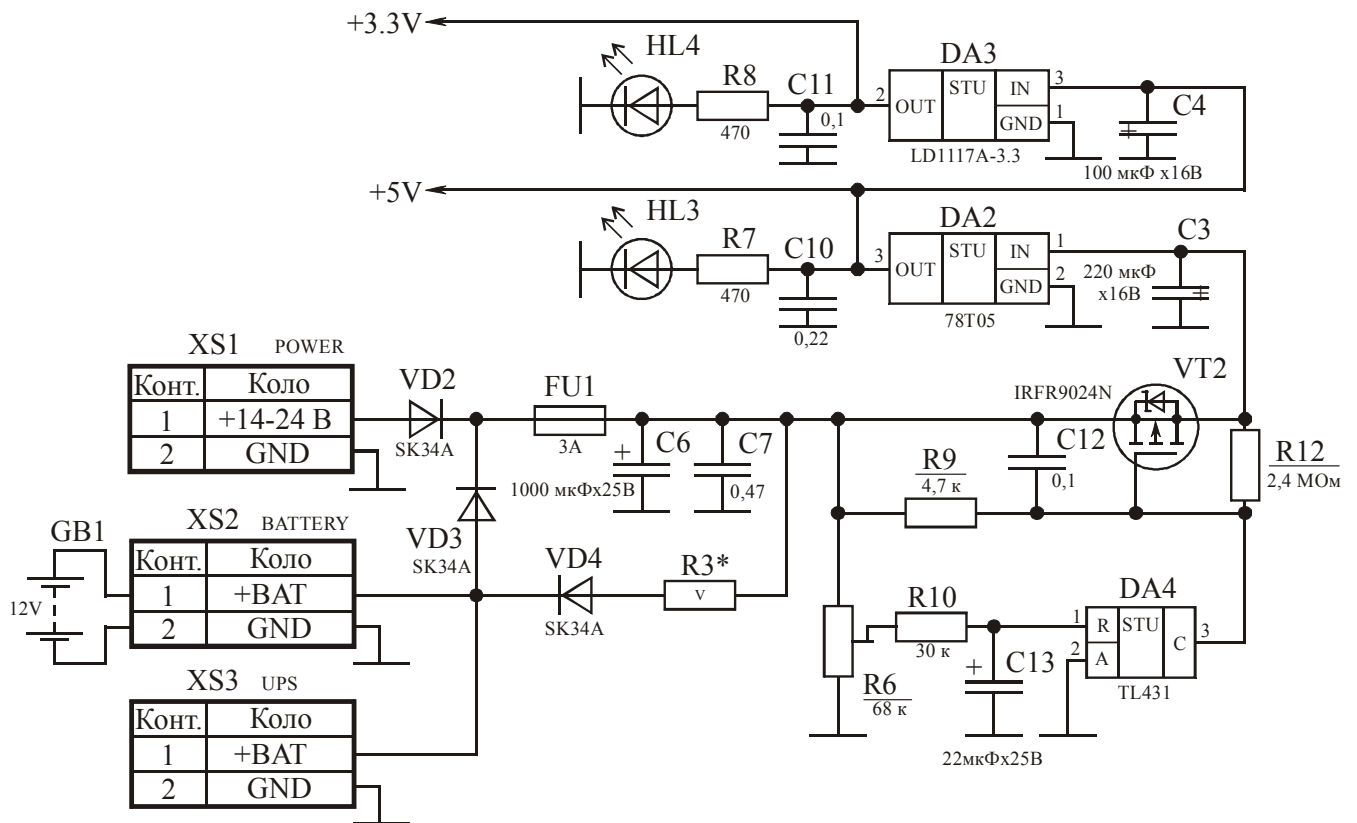 +3.3V
HL4
R8
470
C11
0,1
DA3
2
OUT
STU
IN
GND
3
1
LD1117A-3.3
C4
100 мкФ х16В
+5V
HL3
R7
470
C10
0,22
DA2
3
OUT
STU
IN
GND
1
2
78T05
C3
220 мкФ
х16В
XS1 POWER
Конт. Коло
1 +14-24 В
2 GND
VD2
SK34A
FU1
3A
+
C6
1000 мкФх25В
C7
0,47
IRFR9024N
VT2
C12
0,1
R9
4,7 к
R12
2,4 МОм
GB1
12V
XS2 BATTERY
Конт. Коло
1 +BAT
2 GND
VD3
SK34A
VD4
SK34A
R3*
V
R10
30 к
R6
68 к
+
C13
22мкФх25В
DA4
1
2
R
A
STU
C
3
TL431
XS3 UPS
Конт. Коло
1 +BAT
2 GND